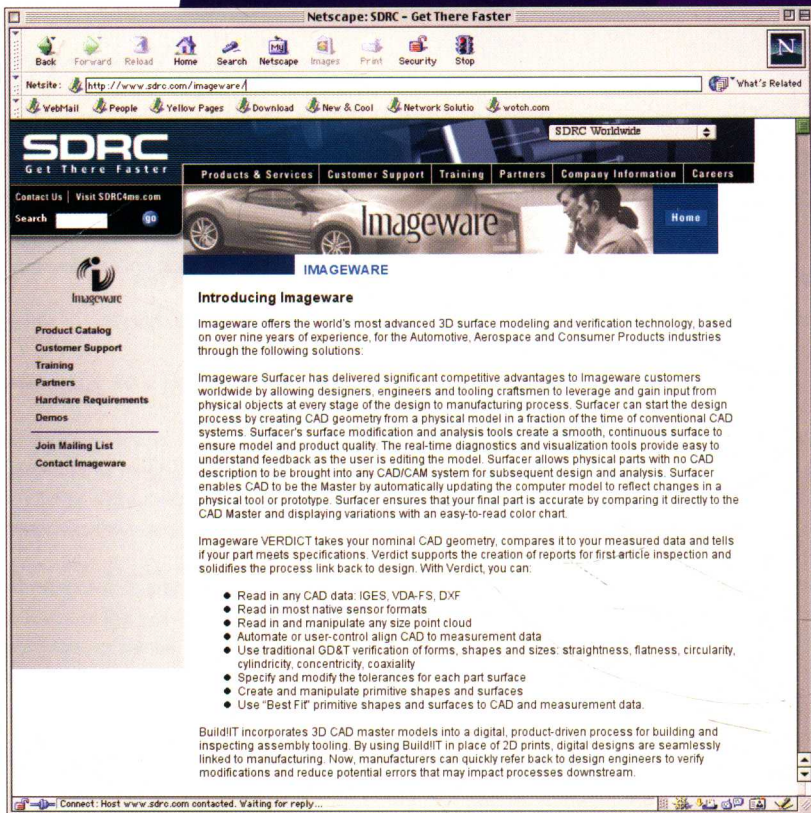 Netscape: SDRC - Get There Faster
Back Forward Reload Home Search Netscape Images Print Security Stop
My
N
Netsite: http://www.sdrc.com/imageware/ What's Related
WebMail People Yellow Pages Download New & Cool Network Solutio wotch.com
SDRC
Get There Faster
SDRC Worldwide
Products & Services Customer Support Training Partners Company Information Careers
Contact Us | Visit SDRC4me.com
Search go
Imageware
Home
Imageware
Product Catalog
Customer Support
Training
Partners
Hardware Requirements
Demos
Join Mailing List
Contact Imageware
IMAGEWARE
Introducing Imageware
Imageware offers the world's most advanced 3D surface modeling and verification technology, based
on over nine years of experience, for the Automotive, Aerospace and Consumer Products industries
through the following solutions:
Imageware Surfacer has delivered significant competitive advantages to Imageware customers
worldwide by allowing designers, engineers and tooling craftsmen to leverage and gain input from
physical objects at every stage of the design to manufacturing process. Surfacer can start the design
process by creating CAD geometry from a physical model in a fraction of the time of conventional CAD
systems. Surfacer's surface modification and analysis tools create a smooth, continuous surface to
ensure model and product quality. The real-time diagnostics and visualization tools provide easy to
understand feedback as the user is editing the model. Surfacer allows physical parts with no CAD
description to be brought into any CAD/CAM system for subsequent design and analysis. Surfacer
enables CAD to be the Master by automatically updating the computer model to reflect changes in a
physical tool or prototype. Surfacer ensures that your final part is accurate by comparing it directly to the
CAD Master and displaying variations with an easy-to-read color chart.
Imageware VERDICT takes your nominal CAD geometry, compares it to your measured data and tells
if your part meets specifications. Verdict supports the creation of reports for first-article inspection and
solidifies the process link back to design. With Verdict, you can:
● Read in any CAD data: IGES, VDA-FS, DXF
● Read in most native sensor formats
● Read in and manipulate any size point cloud
● Automate or user-control align CAD to measurement data
● Use traditional GD&T verification of forms, shapes and sizes: straightness, flatness, circularity,
cylindricity, concentricity, coaxiality
● Specify and modify the tolerances for each part surface
● Create and manipulate primitive shapes and surfaces
● Use "Best Fit" primitive shapes and surfaces to CAD and measurement data.
Build!IT incorporates 3D CAD master models into a digital, product-driven process for building and
inspecting assembly tooling. By using Build!IT in place of 2D prints, digital designs are seamlessly
linked to manufacturing. Now, manufacturers can quickly refer back to design engineers to verify
modifications and reduce potential errors that may impact processes downstream.
Connect: Host www.sdrc.com contacted. Waiting for reply...